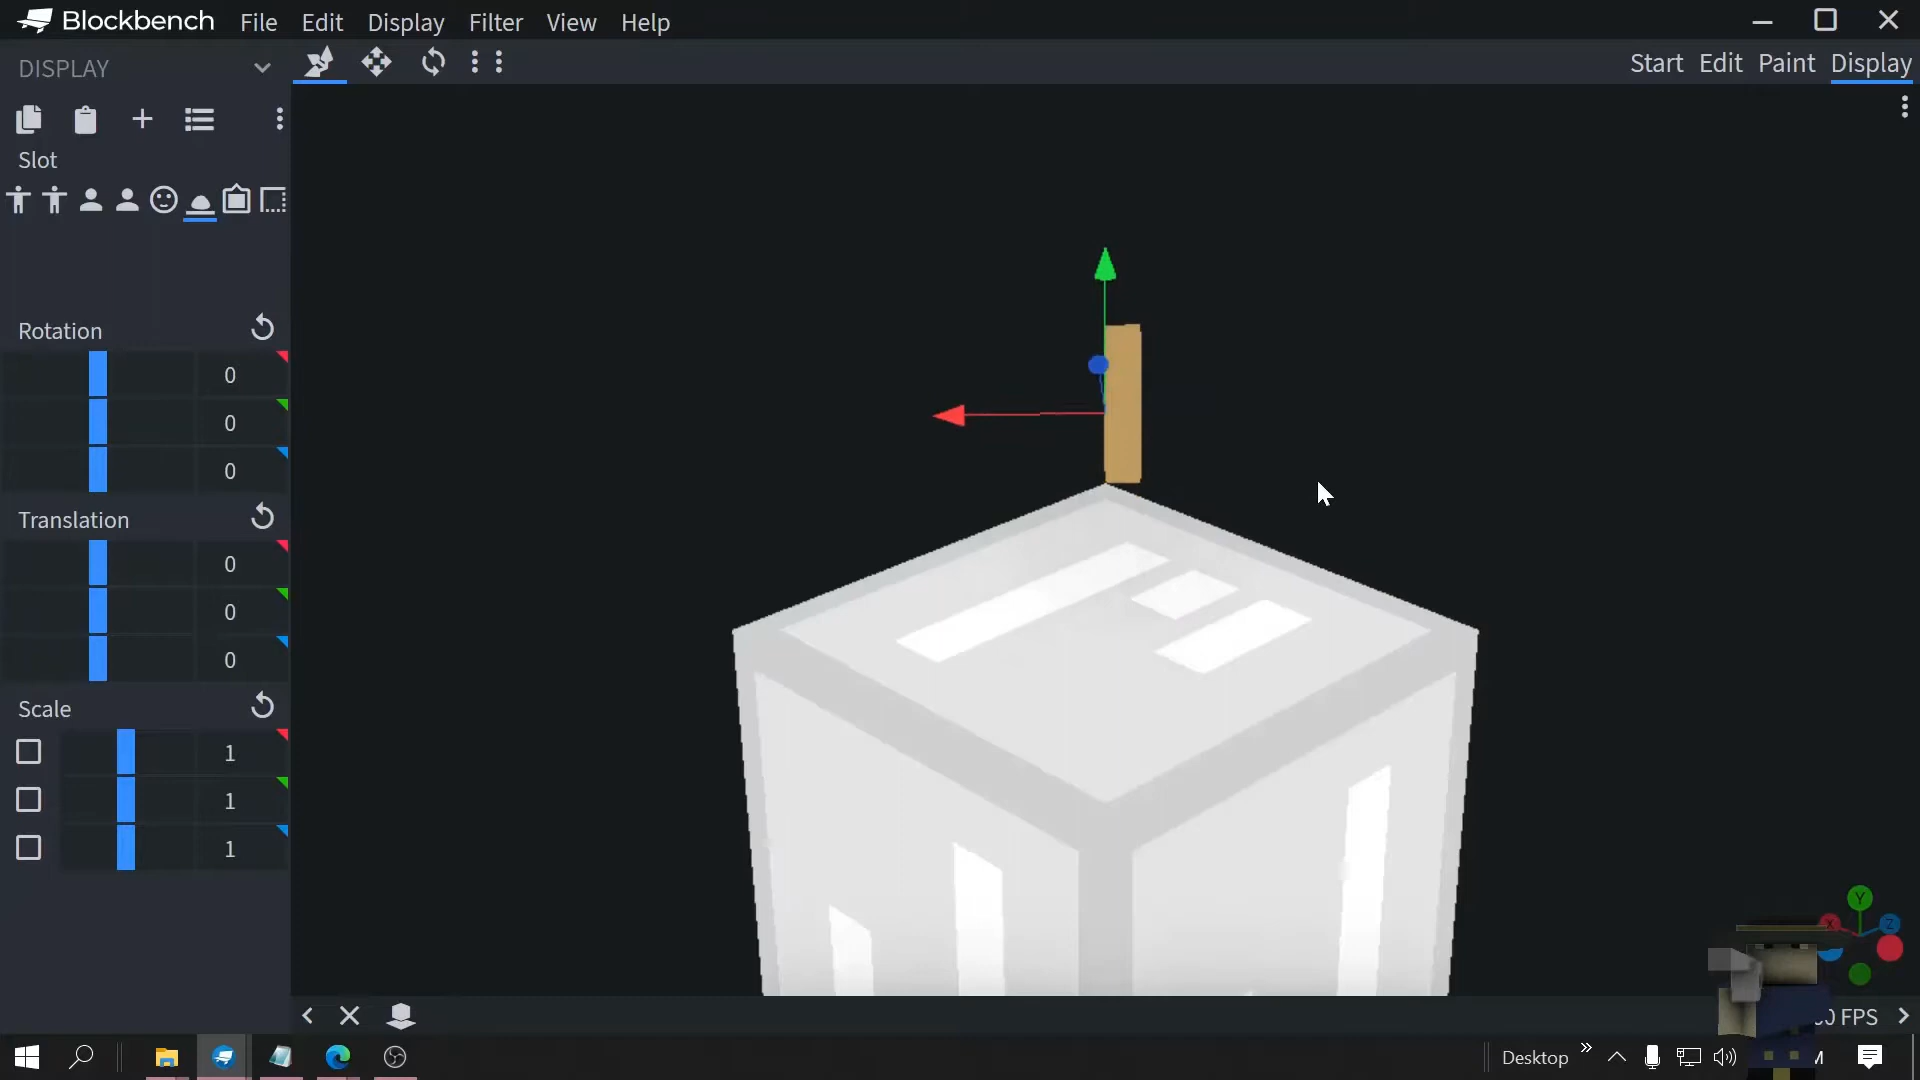 Blockbench File Edit Display Filter View Help
DISPLAY
Start Edit Paint Display
Slot
Rotation
0
0
0
Translation
0
0
0
Scale
1
1
1
Y
X
Z
0 FPS
Desktop
M